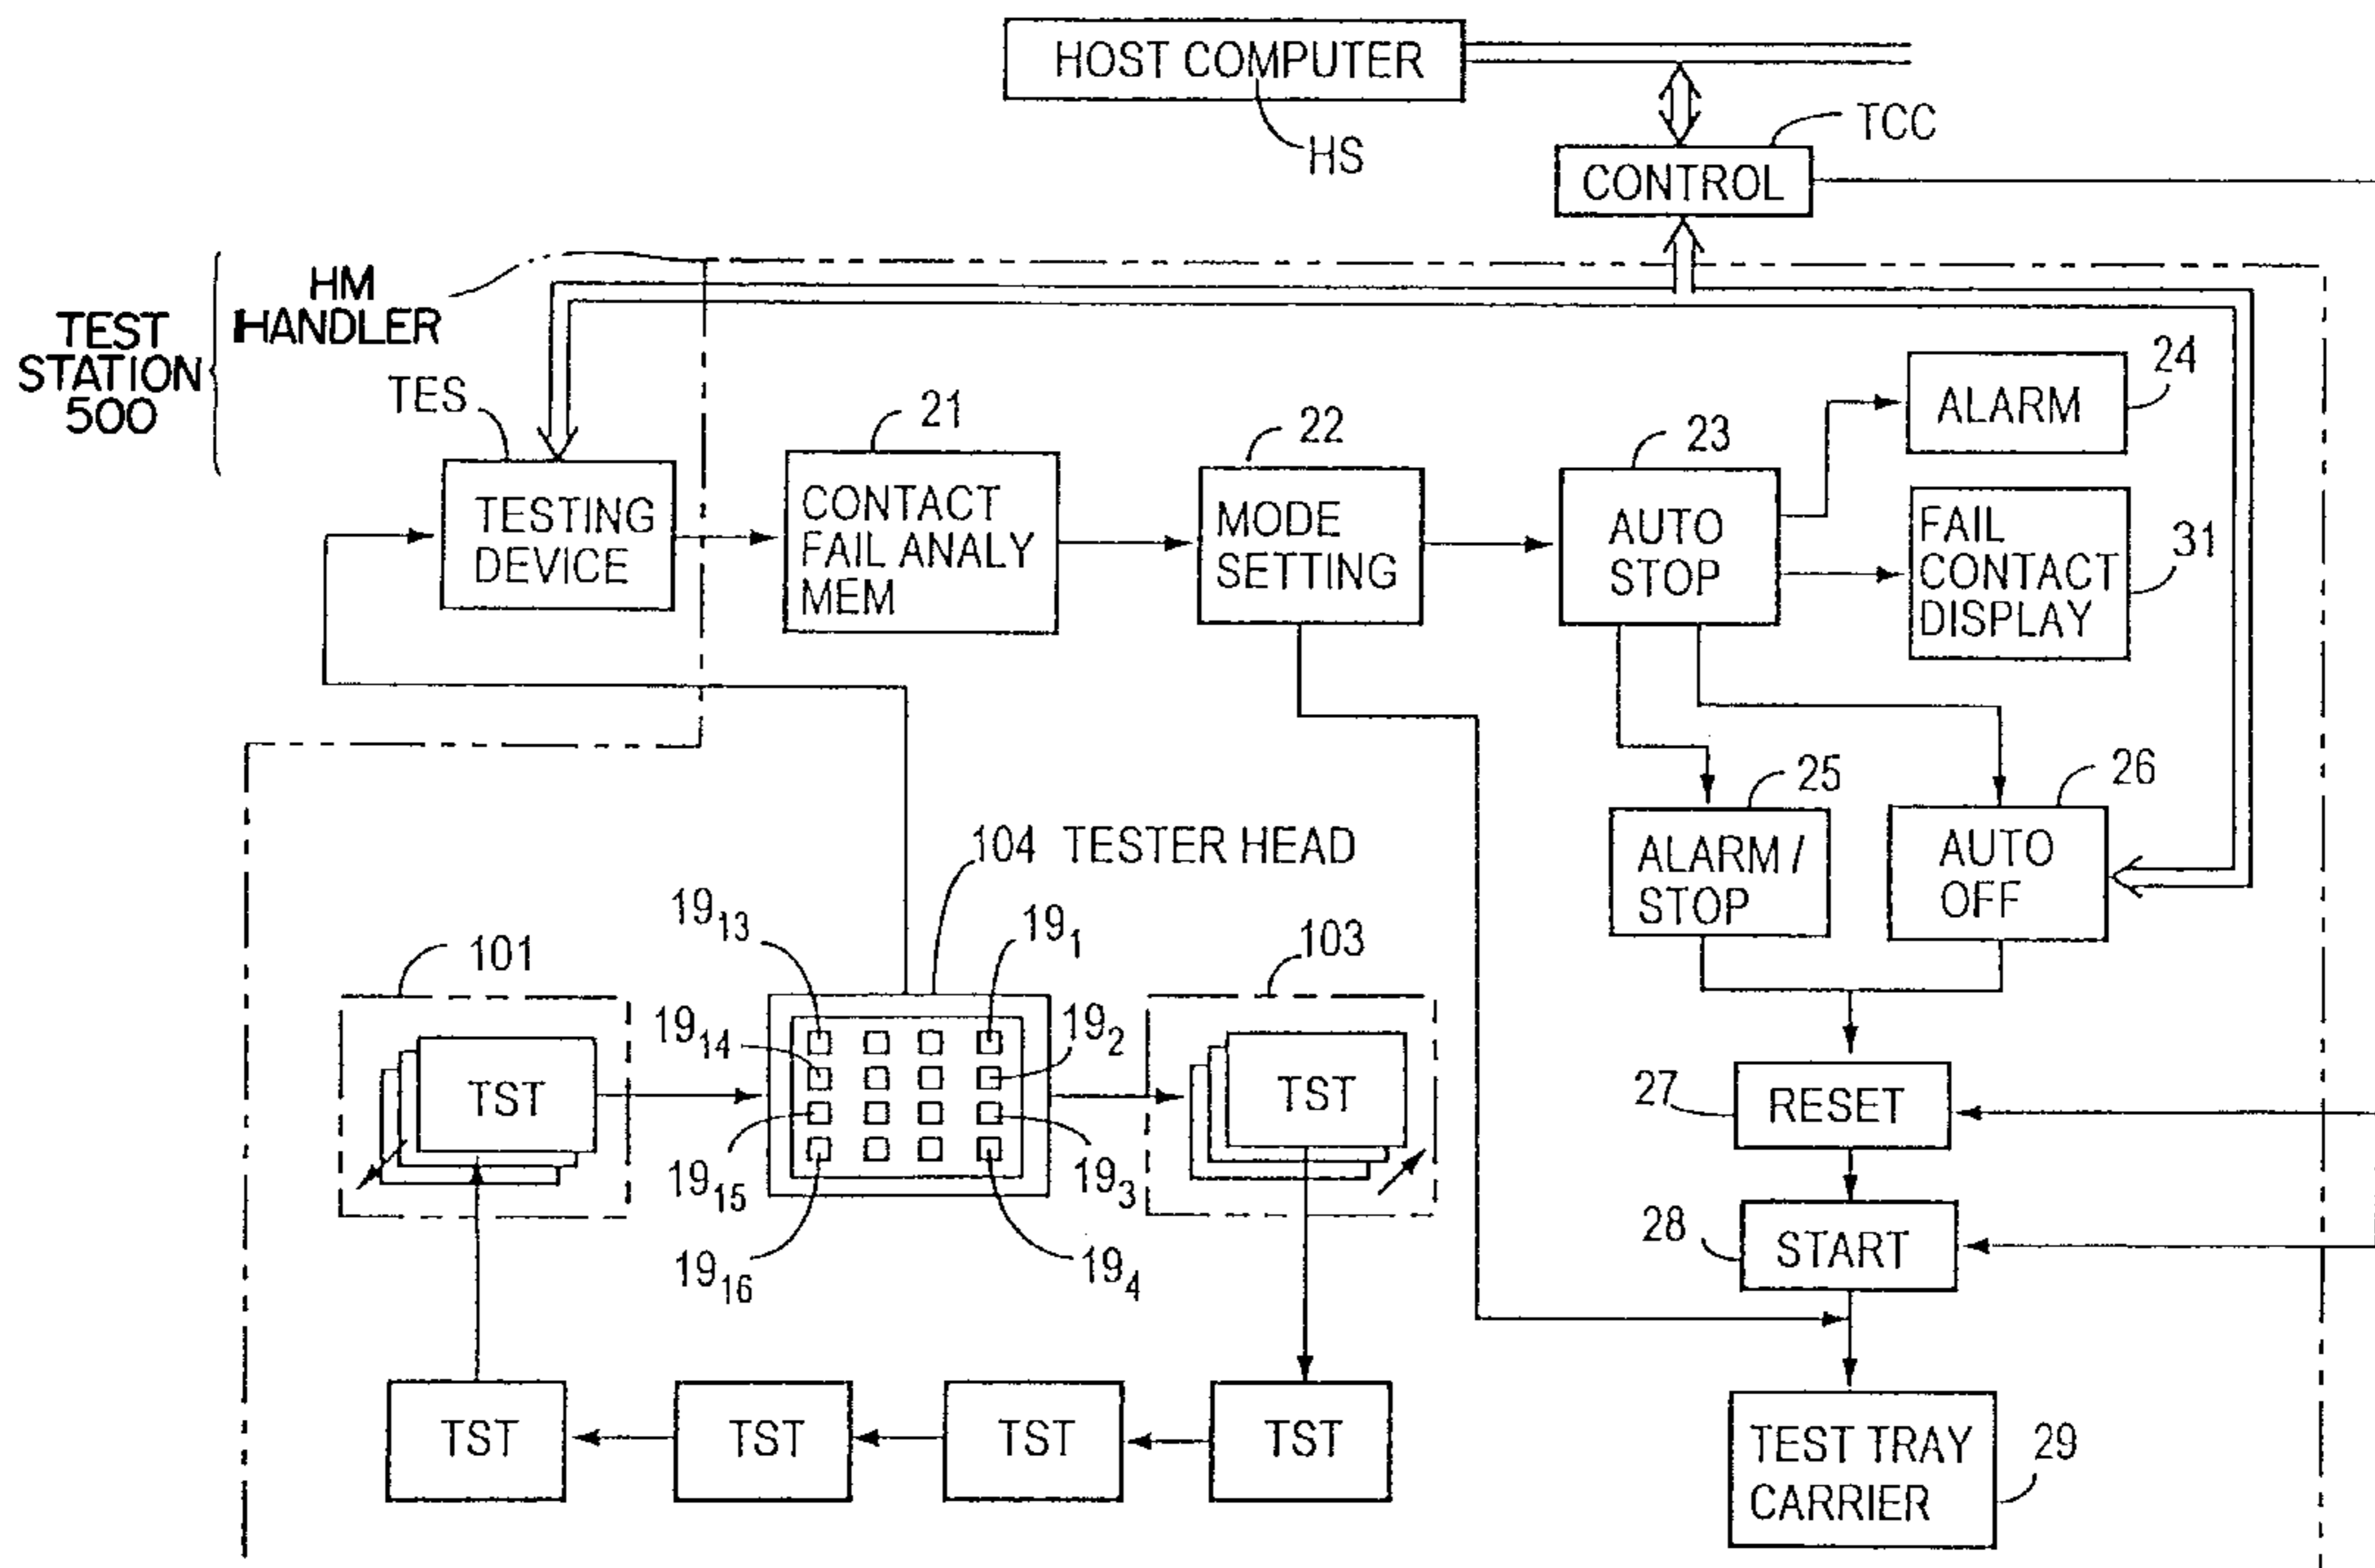 HOST COMPUTER
HS
TCC
CONTROL
HM
HANDLER
TEST
STATION
500
TES
TESTING
DEVICE
21
CONTACT
FAIL ANALY
MEM
22
MODE
SETTING
23
AUTO
STOP
24
ALARM
31
FAIL
CONTACT
DISPLAY
25
ALARM /
STOP
26
AUTO
OFF
104 TESTER HEAD
19₁₃
19₁
19₁₄
19₂
19₁₅
19₃
19₁₆
19₄
101
TST
103
TST
27
RESET
28
START
TST
TST
TST
TST
TEST TRAY
CARRIER
29